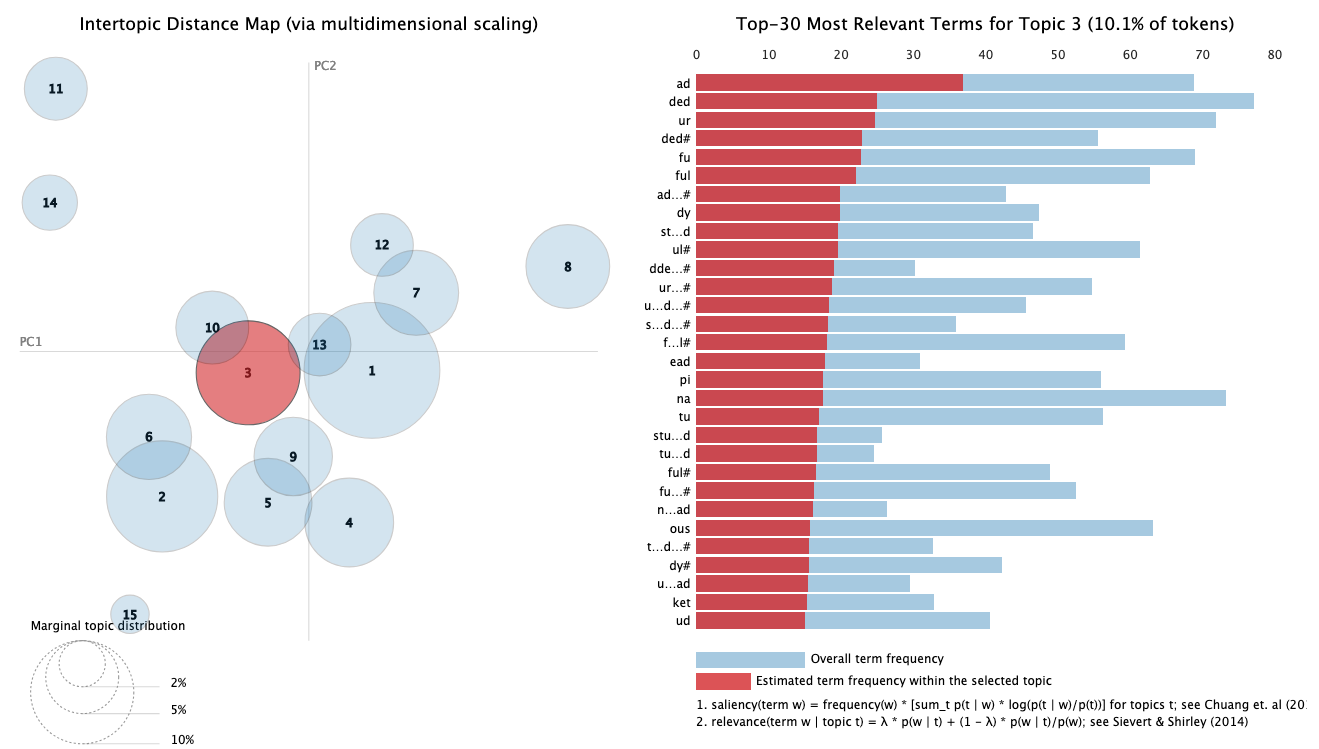 Intertopic Distance Map (via multidimensional scaling)
PC2
PC1
11
14
12
8
7
10
13
3
1
6
9
2
5
4
15
Marginal topic distribution
2%
5%
10%
Top-30 Most Relevant Terms for Topic 3 (10.1% of tokens)
0 10 20 30 40 50 60 70 80
ad
ded
ur
ded#
fu
ful
ad...#
dy
st...d
ul#
dde...#
ur...#
u...d...#
s...d...#
f...l#
ead
pi
na
tu
stu...d
tu...d
ful#
fu...#
n...ad
ous
t...d...#
dy#
u...ad
ket
ud
Overall term frequency
Estimated term frequency within the selected topic
1. saliency(term w) = frequency(w) * [sum_t p(t | w) * log(p(t | w)/p(t))] for topics t; see Chuang et. al (20
2. relevance(term w | topic t) = λ * p(w | t) + (1 - λ) * p(w | t)/p(w); see Sievert & Shirley (2014)